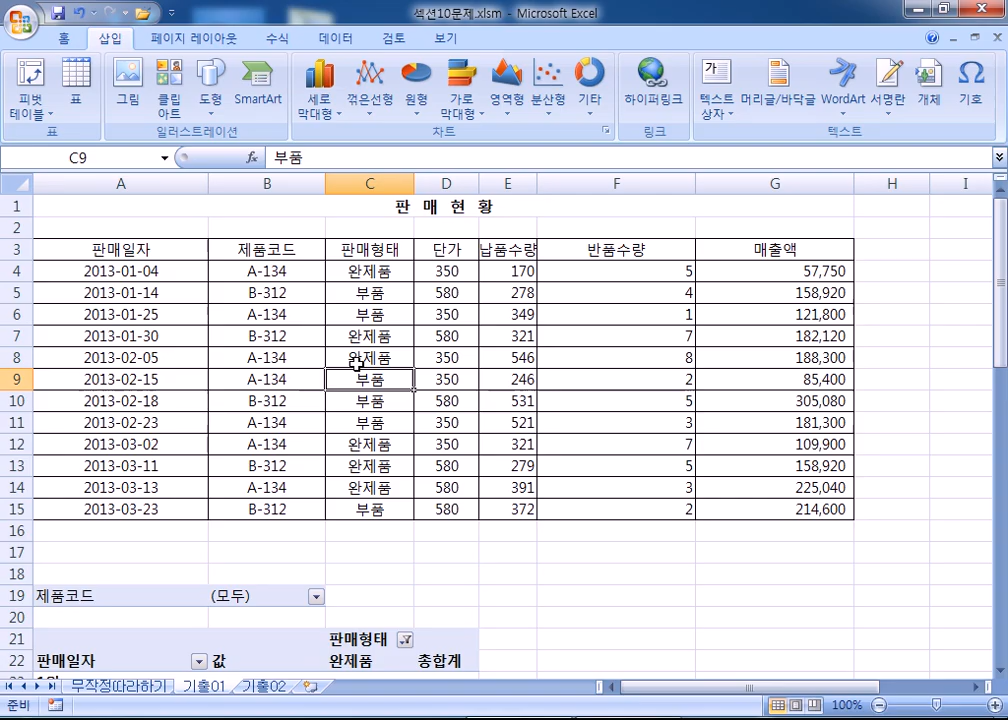 섹션10문제.xlsm - Microsoft Excel
홈 삽입 페이지 레이아웃 수식 데이터 검토 보기
피벗 테이블 표 그림 클립 아트 도형 SmartArt 세로 막대형 꺾은선형 원형 가로 막대형 영역형 분산형 기타 하이퍼링크 텍스트 상자 머리글/바닥글 WordArt 서명란 개체 기호
표 일러스트레이션 차트 링크 텍스트
C9 fx 부품
A B C D E F G H I
1 판 매 현 황
2
3 판매일자 제품코드 판매형태 단가 납품수량 반품수량 매출액
4 2013-01-04 A-134 완제품 350 170 5 57,750
5 2013-01-14 B-312 부품 580 278 4 158,920
6 2013-01-25 A-134 부품 350 349 1 121,800
7 2013-01-30 B-312 완제품 580 321 7 182,120
8 2013-02-05 A-134 완제품 350 546 8 188,300
9 2013-02-15 A-134 부품 350 246 2 85,400
10 2013-02-18 B-312 부품 580 531 5 305,080
11 2013-02-23 A-134 부품 350 521 3 181,300
12 2013-03-02 A-134 완제품 350 321 7 109,900
13 2013-03-11 B-312 완제품 580 279 5 158,920
14 2013-03-13 A-134 완제품 580 391 3 225,040
15 2013-03-23 B-312 부품 580 372 2 214,600
16
17
18
19 제품코드 (모두)
20
21 판매형태
22 판매일자 값 완제품 총합계
무작정따라하기 기출01 기출02
준비 100%